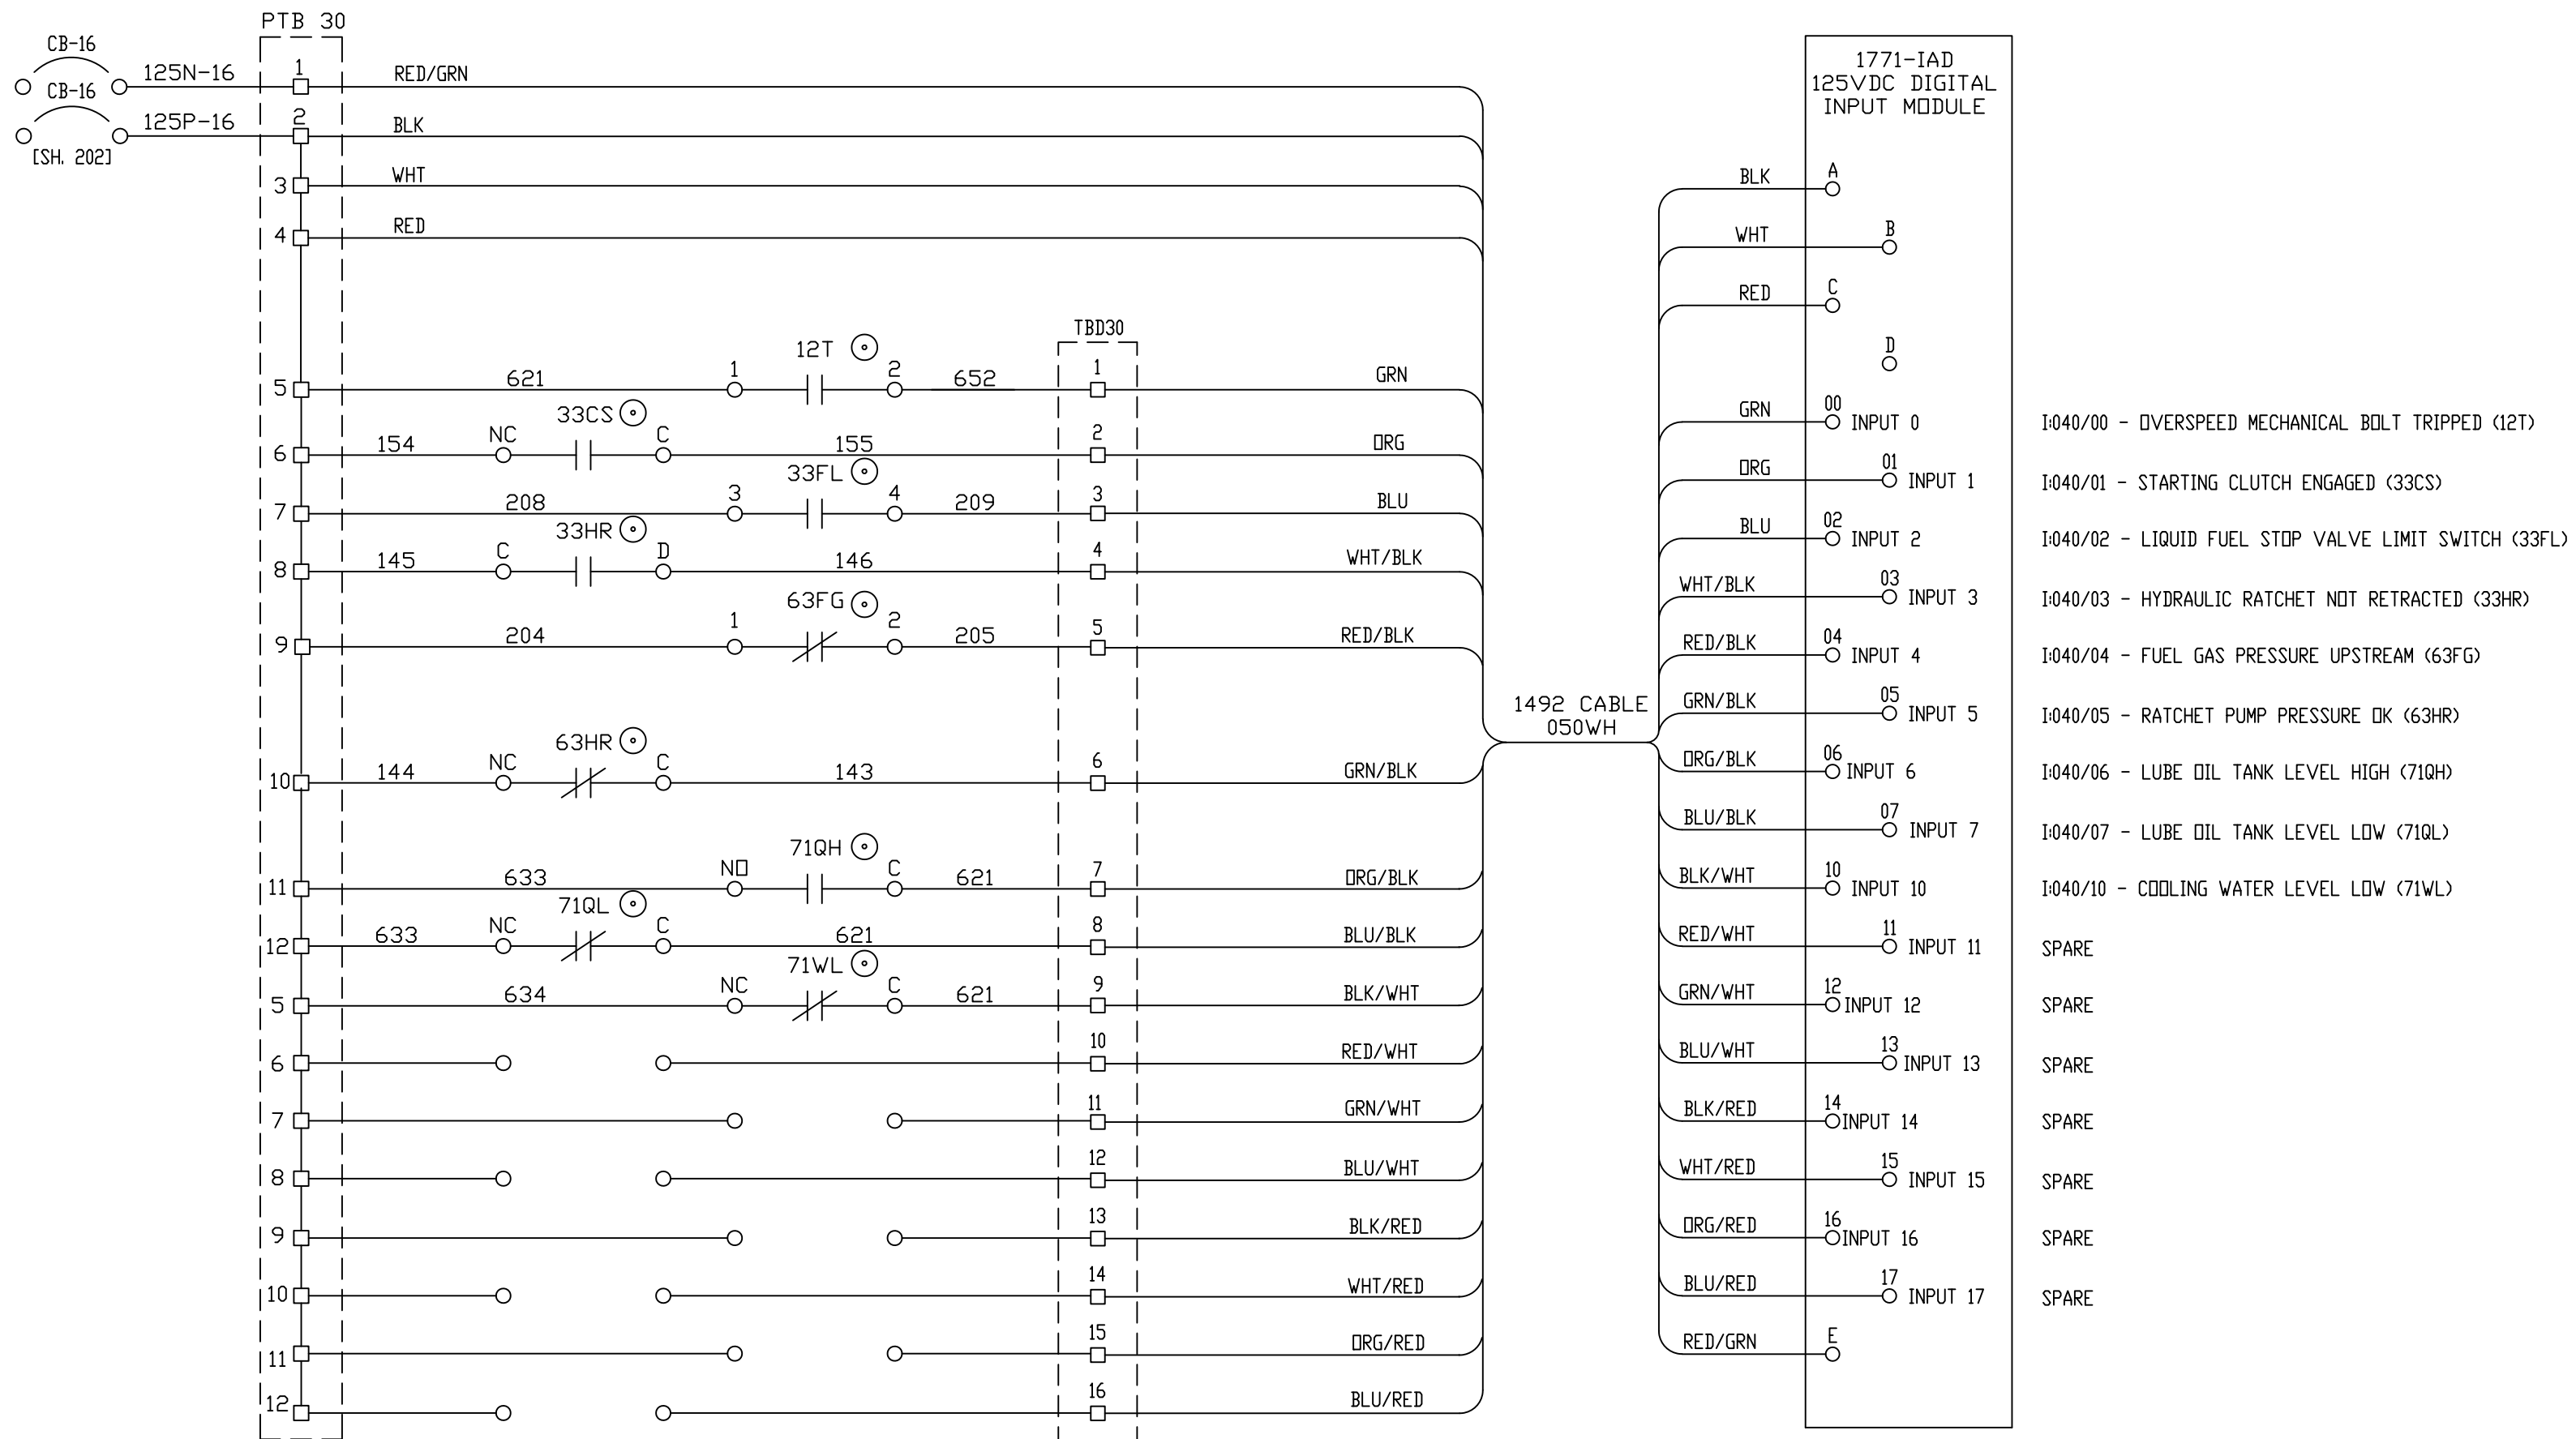 PTB 30
CB-16
125N-16
1
RED/GRN
CB-16
125P-16
2
BLK
[SH. 202]
3
WHT
4
RED
TBD30
5
621
1
12T
2
652
1
GRN
6
154
NC
33CS
C
155
2
ORG
7
208
3
33FL
4
209
3
BLU
8
145
C
33HR
D
146
4
WHT/BLK
9
204
1
63FG
2
205
5
RED/BLK
10
144
NC
63HR
C
143
6
GRN/BLK
11
633
NO
71QH
C
621
7
ORG/BLK
12
633
NC
71QL
C
621
8
BLU/BLK
5
634
NC
71WL
C
621
9
BLK/WHT
6
10
RED/WHT
7
11
GRN/WHT
8
12
BLU/WHT
9
13
BLK/RED
10
14
WHT/RED
11
15
ORG/RED
12
16
BLU/RED
1492 CABLE
050WH
1771-IAD
125VDC DIGITAL
INPUT MODULE
BLK
A
WHT
B
RED
C
D
GRN
00
INPUT 0
I:040/00 - OVERSPEED MECHANICAL BOLT TRIPPED (12T)
ORG
01
INPUT 1
I:040/01 - STARTING CLUTCH ENGAGED (33CS)
BLU
02
INPUT 2
I:040/02 - LIQUID FUEL STOP VALVE LIMIT SWITCH (33FL)
WHT/BLK
03
INPUT 3
I:040/03 - HYDRAULIC RATCHET NOT RETRACTED (33HR)
RED/BLK
04
INPUT 4
I:040/04 - FUEL GAS PRESSURE UPSTREAM (63FG)
GRN/BLK
05
INPUT 5
I:040/05 - RATCHET PUMP PRESSURE OK (63HR)
ORG/BLK
06
INPUT 6
I:040/06 - LUBE OIL TANK LEVEL HIGH (71QH)
BLU/BLK
07
INPUT 7
I:040/07 - LUBE OIL TANK LEVEL LOW (71QL)
BLK/WHT
10
INPUT 10
I:040/10 - COOLING WATER LEVEL LOW (71WL)
RED/WHT
11
INPUT 11
SPARE
GRN/WHT
12
INPUT 12
SPARE
BLU/WHT
13
INPUT 13
SPARE
BLK/RED
14
INPUT 14
SPARE
WHT/RED
15
INPUT 15
SPARE
ORG/RED
16
INPUT 16
SPARE
BLU/RED
17
INPUT 17
SPARE
RED/GRN
E